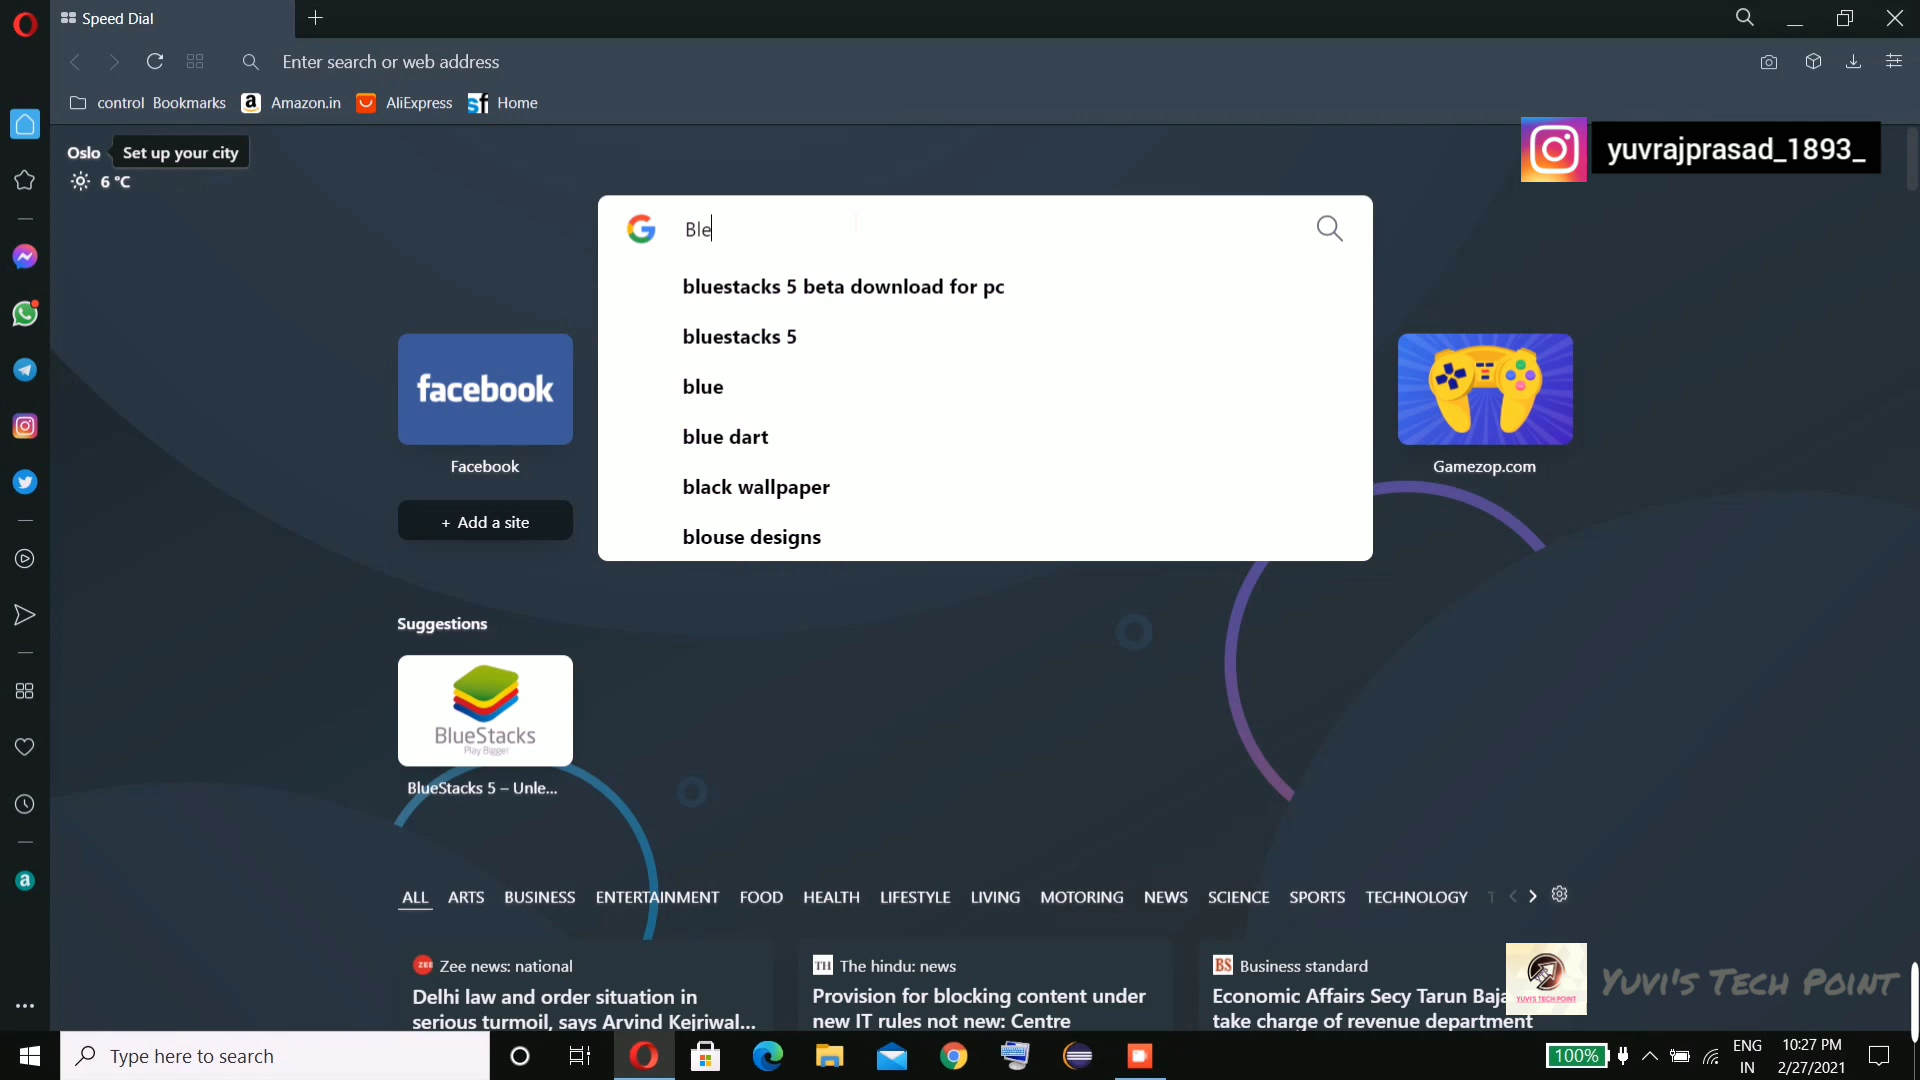 Speed Dial
Enter search or web address
control Bookmarks
Amazon.in
AliExpress
Home
Oslo
Set up your city
6 °C
yuvrajprasad_1893_
Ble
bluestacks 5 beta download for pc
bluestacks 5
blue
blue dart
black wallpaper
blouse designs
facebook
Facebook
Gamezop.com
+ Add a site
Suggestions
BlueStacks
Play Bigger
BlueStacks 5 – Unle...
ALL ARTS BUSINESS ENTERTAINMENT FOOD HEALTH LIFESTYLE LIVING MOTORING NEWS SCIENCE SPORTS TECHNOLOGY T
ZEE Zee news: national
Delhi law and order situation in
serious turmoil, says Arvind Kejriwal...
TH The hindu: news
Provision for blocking content under
new IT rules not new: Centre
BS Business standard
Economic Affairs Secy Tarun Baja
take charge of revenue department
YUVI'S TECH POINT
YUVI'S TECH POINT
Type here to search
100%
ENG
IN
10:27 PM
2/27/2021